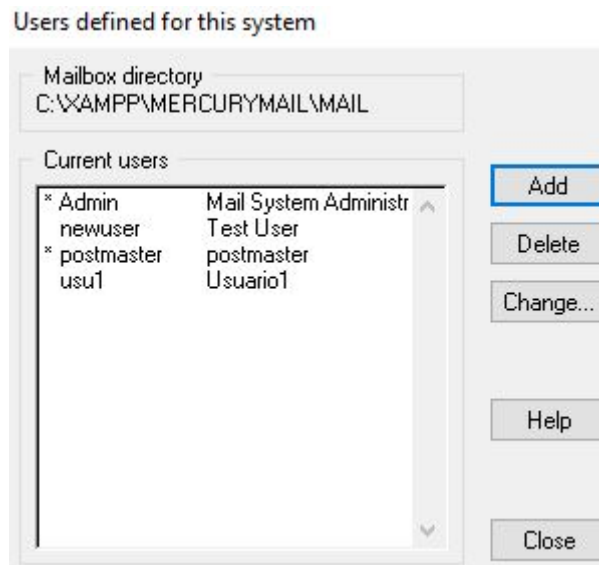 Users defined for this system
Mailbox directory
C:\XAMPP\MERCURYMAIL\MAIL
Current users
* Admin Mail System Administr
newuser Test User
* postmaster postmaster
usu1 Usuario1
Add
Delete
Change...
Help
Close